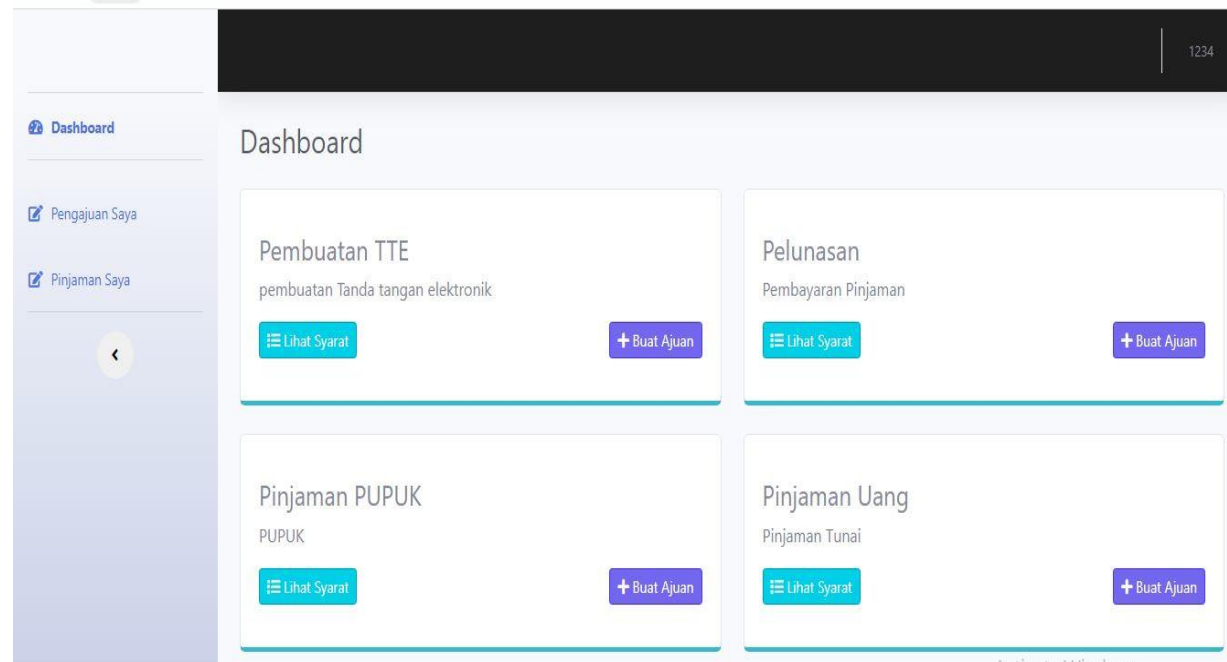 1234
Dashboard
Pengajuan Saya
Pinjaman Saya
Dashboard
Pembuatan TTE
pembuatan Tanda tangan elektronik
Lihat Syarat
Buat Ajuan
Pelunasan
Pembayaran Pinjaman
Lihat Syarat
Buat Ajuan
Pinjaman PUPUK
PUPUK
Lihat Syarat
Buat Ajuan
Pinjaman Uang
Pinjaman Tunai
Lihat Syarat
Buat Ajuan